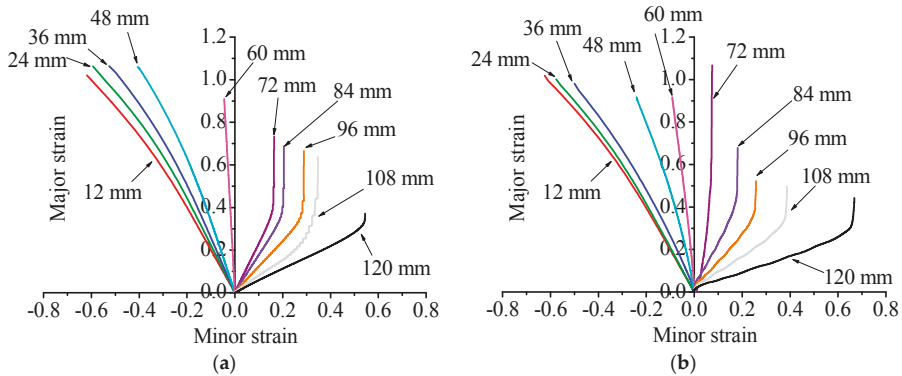 48 mm
36 mm
24 mm
1.2
60 mm
1.0
72 mm
0.8
84 mm
96 mm
0.6
12 mm
108 mm
0.4
0.2
120 mm
0.0
Major strain
-0.8 -0.6 -0.4 -0.2 0.0 0.2 0.4 0.6 0.8
Minor strain
(a)
60 mm
36 mm
48 mm
24 mm
1.2
72 mm
1.0
0.8
84 mm
0.6
96 mm
12 mm
108 mm
0.4
0.2
120 mm
0.0
Major strain
-0.8 -0.6 -0.4 -0.2 0.0 0.2 0.4 0.6 0.8
Minor strain
(b)